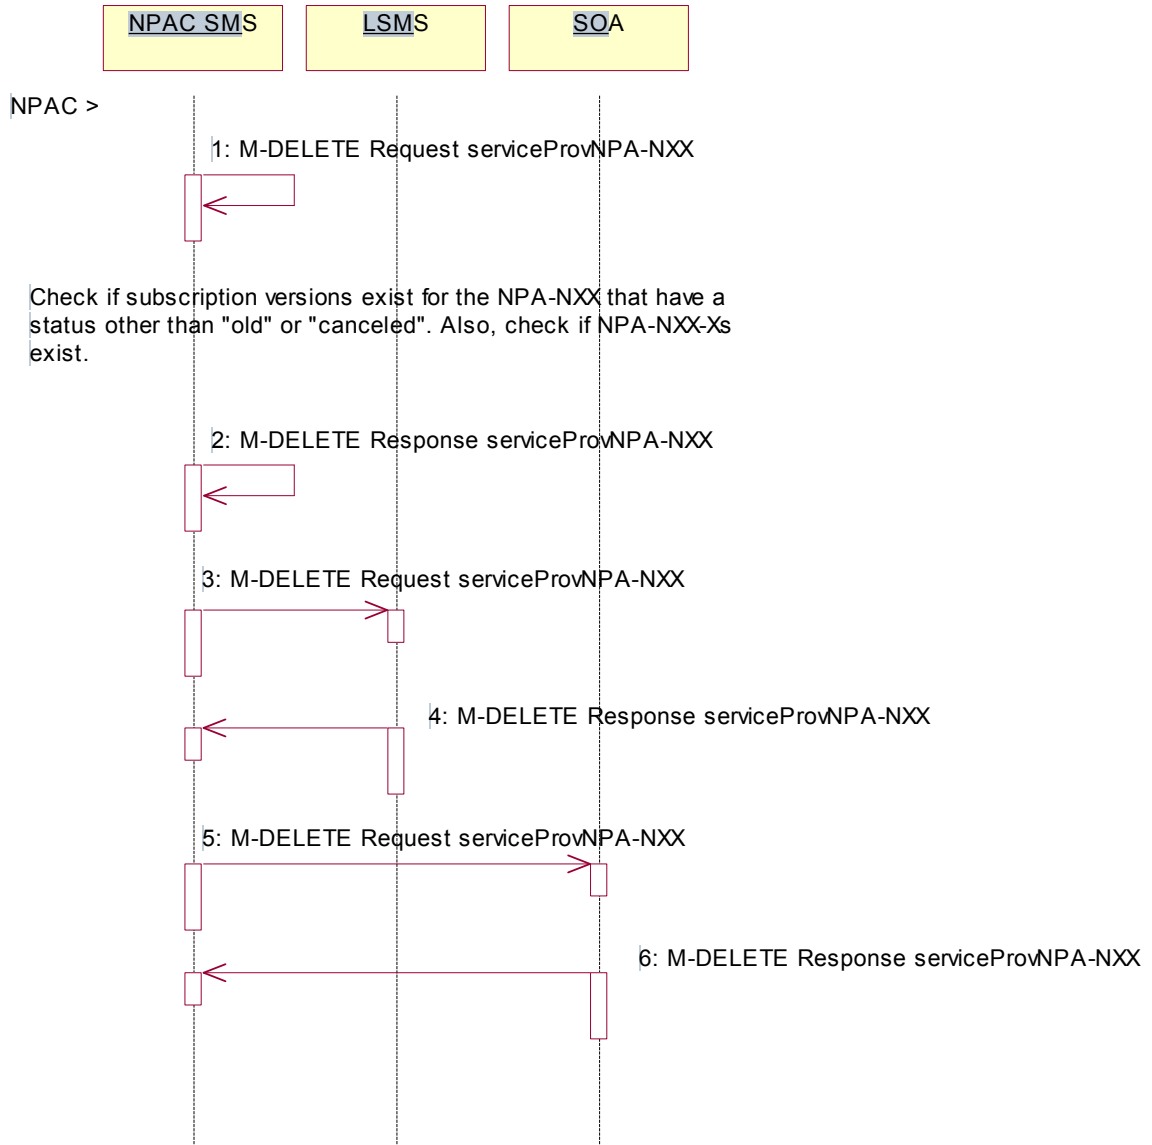 NPAC SMS
LSMS
SOA
NPAC >
1: M-DELETE Request serviceProvNPA-NXX
Check if subscription versions exist for the NPA-NXX that have a
status other than "old" or "canceled". Also, check if NPA-NXX-Xs
exist.
2: M-DELETE Response serviceProvNPA-NXX
3: M-DELETE Request serviceProvNPA-NXX
4: M-DELETE Response serviceProvNPA-NXX
5: M-DELETE Request serviceProvNPA-NXX
6: M-DELETE Response serviceProvNPA-NXX